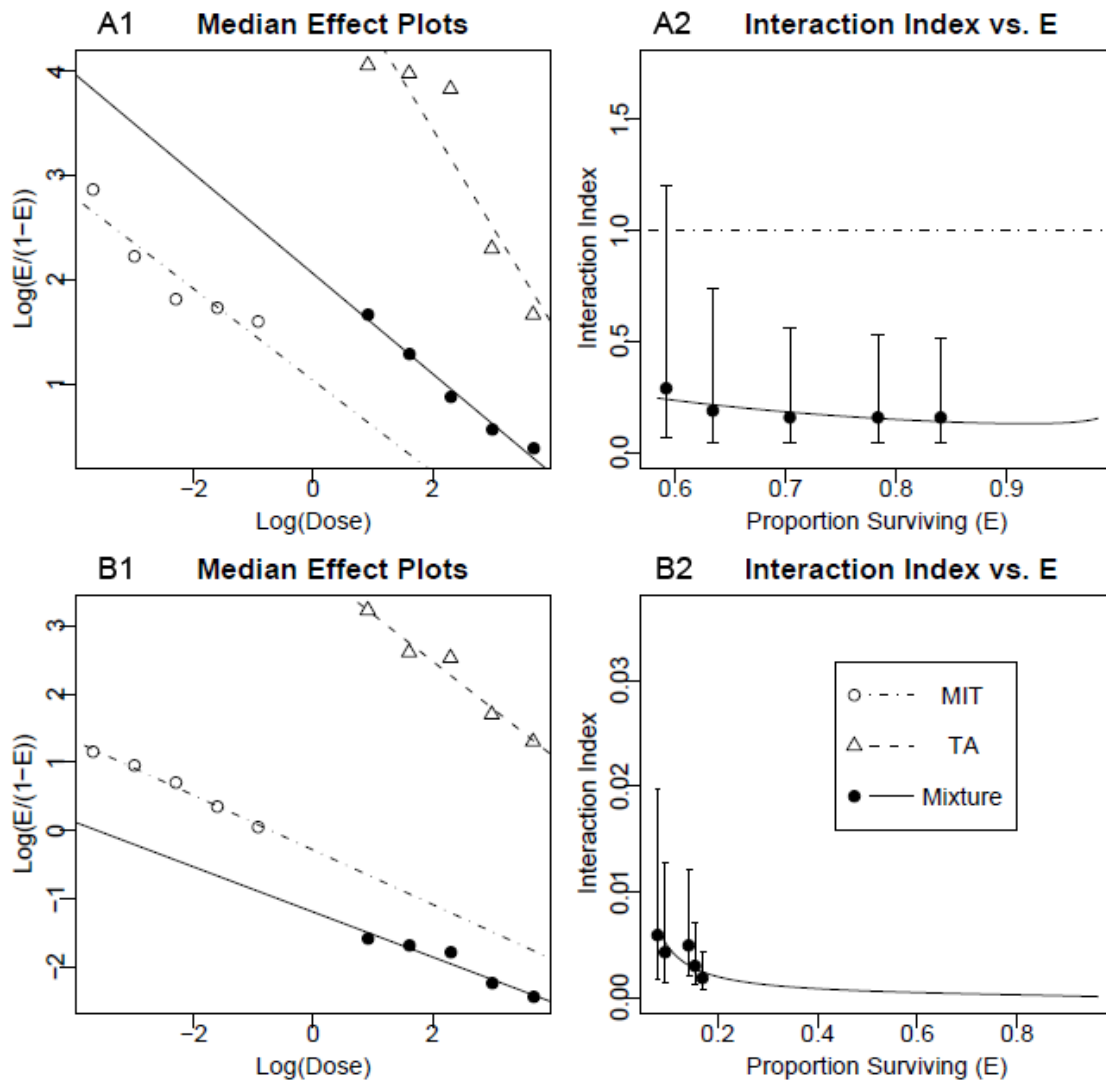 A1 Median Effect Plots
Log(E/(1−E))
4
3
2
1
−2 0 2
Log(Dose)
A2 Interaction Index vs. E
Interaction Index
1.5
1.0
0.5
0.0
0.6 0.7 0.8 0.9
Proportion Surviving (E)
B1 Median Effect Plots
Log(E/(1−E))
3
2
1
0
−1
−2
−2 0 2
Log(Dose)
B2 Interaction Index vs. E
Interaction Index
0.03
0.02
0.01
0.00
MIT
TA
Mixture
0.2 0.4 0.6 0.8
Proportion Surviving (E)